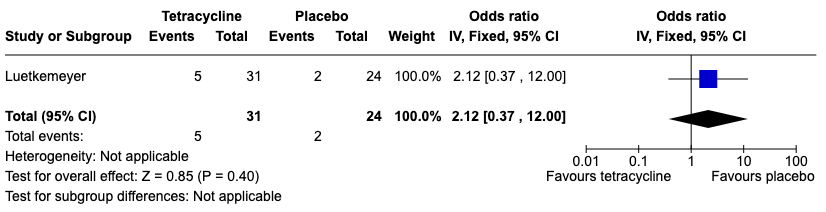 Tetracycline Placebo Odds ratio Odds ratio
Study or Subgroup Events Total Events Total Weight IV, Fixed, 95% CI IV, Fixed, 95% CI
Luetkemeyer 5 31 2 24 100.0% 2.12 [0.37 , 12.00]
Total (95% CI) 31 24 100.0% 2.12 [0.37 , 12.00]
Total events: 5 2
Heterogeneity: Not applicable 0.01 0.1 1 10 100
Test for overall effect: Z = 0.85 (P = 0.40) Favours tetracycline Favours placebo
Test for subgroup differences: Not applicable